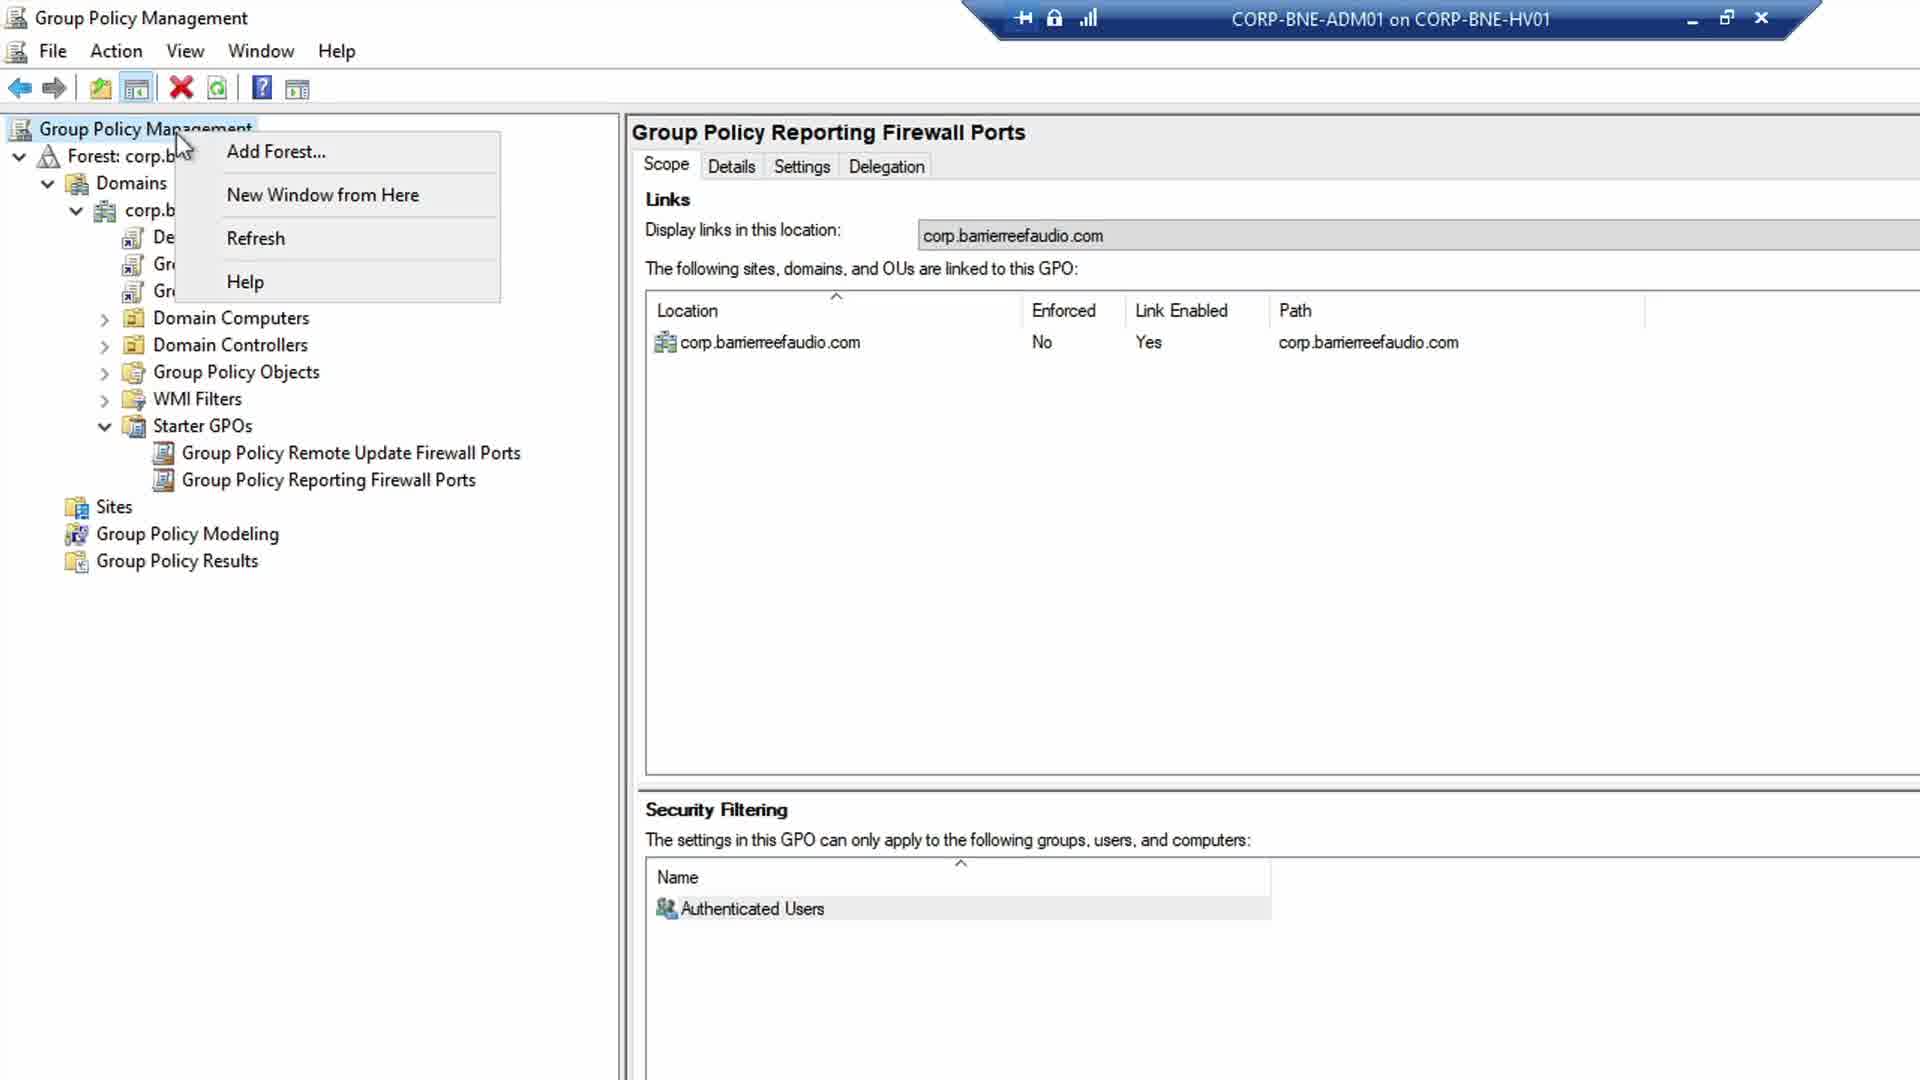 Group Policy Management
CORP-BNE-ADM01 on CORP-BNE-HV01
File Action View Window Help
Group Policy Management
Forest: corp.b
Domains
corp.b
De
Gr
Gr
Domain Computers
Domain Controllers
Group Policy Objects
WMI Filters
Starter GPOs
Group Policy Remote Update Firewall Ports
Group Policy Reporting Firewall Ports
Sites
Group Policy Modeling
Group Policy Results
Add Forest...
New Window from Here
Refresh
Help
Group Policy Reporting Firewall Ports
Scope Details Settings Delegation
Links
Display links in this location: corp.barrierreefaudio.com
The following sites, domains, and OUs are linked to this GPO:
Location Enforced Link Enabled Path
corp.barrierreefaudio.com No Yes corp.barrierreefaudio.com
Security Filtering
The settings in this GPO can only apply to the following groups, users, and computers:
Name
Authenticated Users